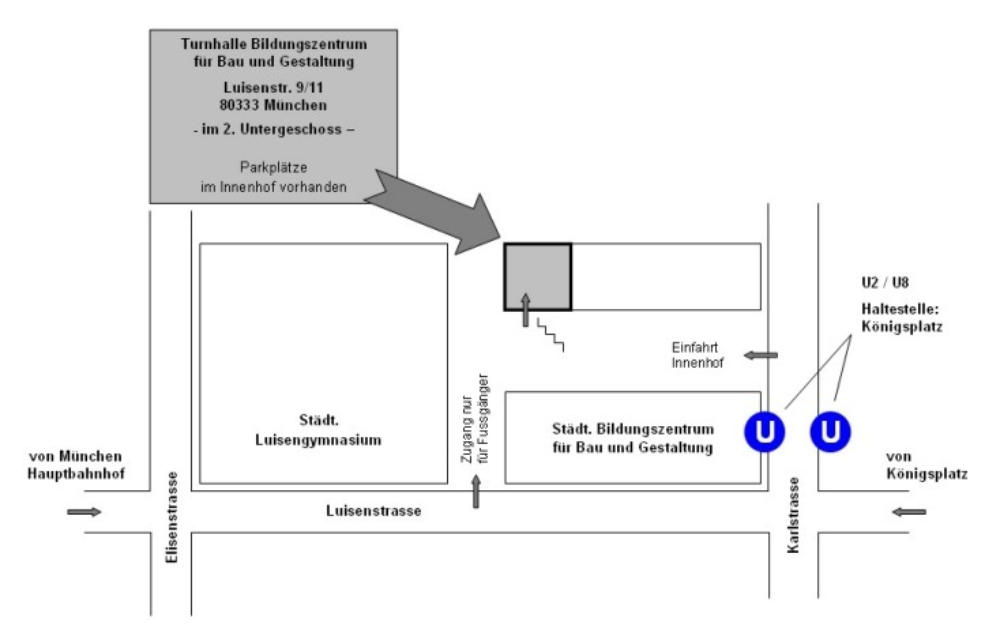 Turnhalle Bildungszentrum
für Bau und Gestaltung
Luisenstr. 9/11
80333 München
- im 2. Untergeschoss –
Parkplätze
im Innenhof vorhanden
U2 / U8
Haltestelle:
Königsplatz
Einfahrt
Innenhof
Zugang nur
für Fussgänger
Städt.
Luisengymnasium
Städt. Bildungszentrum
für Bau und Gestaltung
U
U
von München
Hauptbahnhof
von
Königsplatz
Elisenstrasse
Luisenstrasse
Karlstrasse